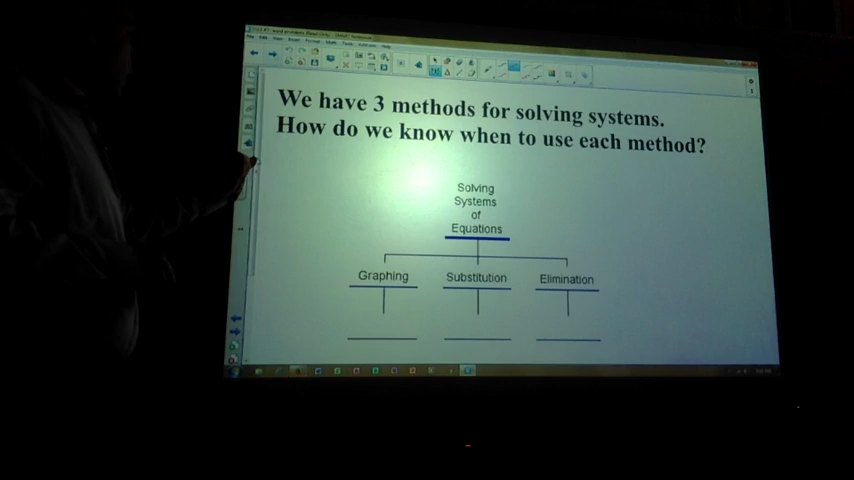 We have 3 methods for solving systems.
How do we know when to use each method?
Solving
Systems
of
Equations
Graphing
Substitution
Elimination